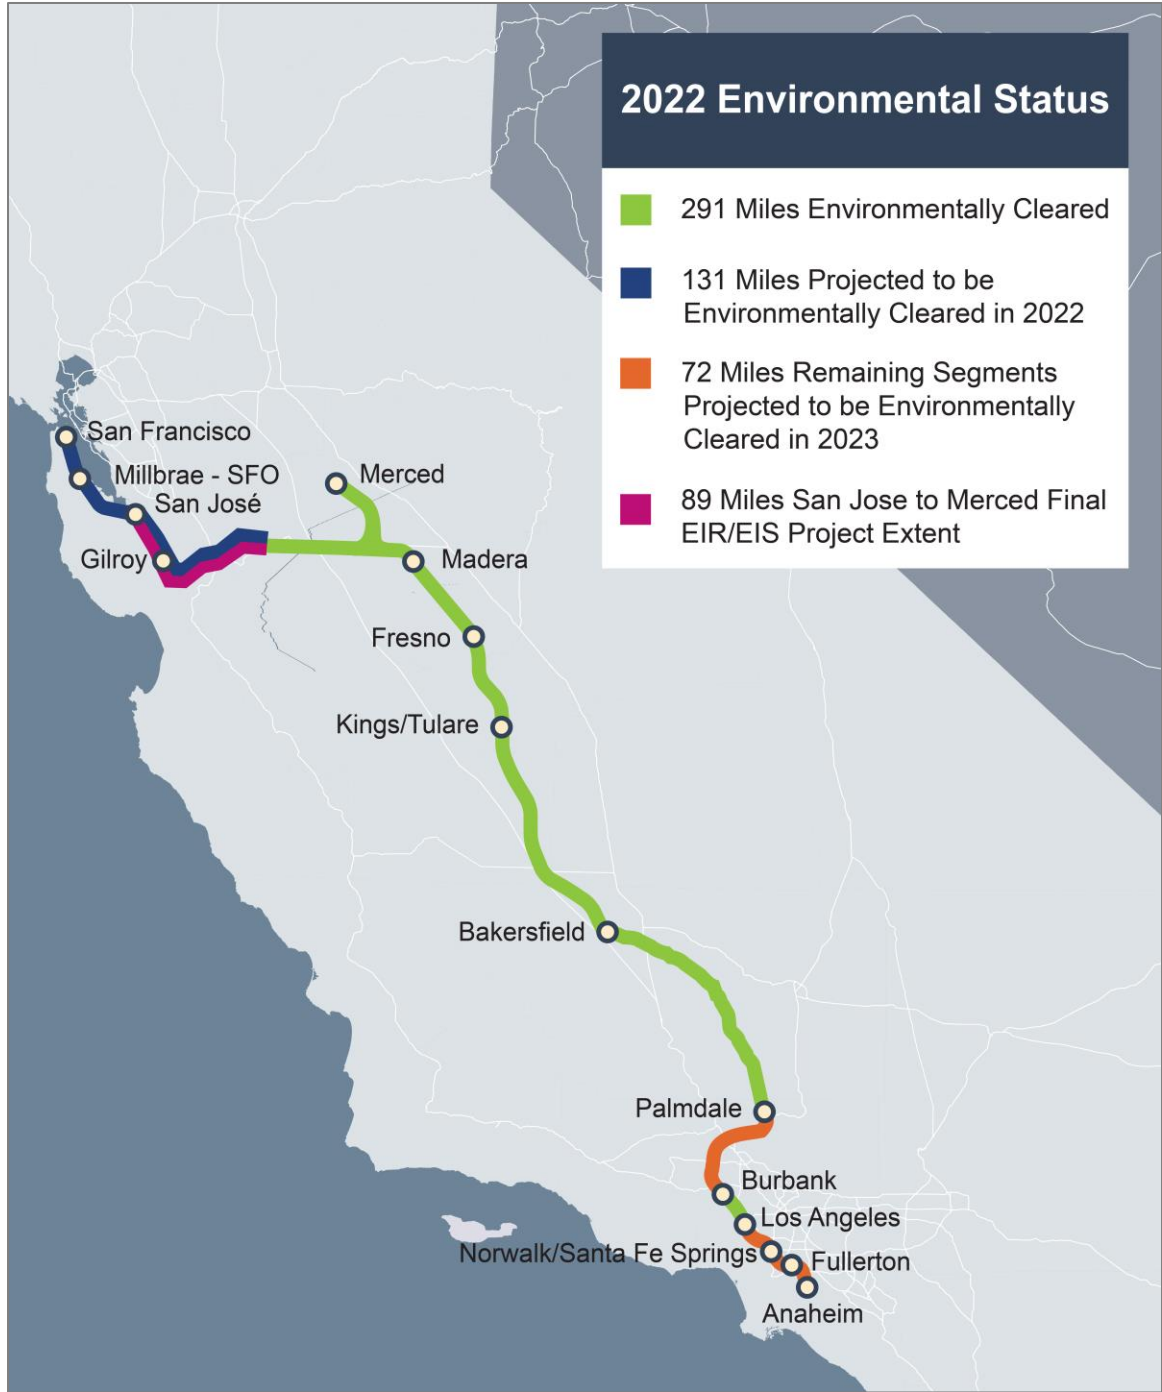 2022 Environmental Status
291 Miles Environmentally Cleared
131 Miles Projected to be
Environmentally Cleared in 2022
72 Miles Remaining Segments
Projected to be Environmentally
Cleared in 2023
89 Miles San Jose to Merced Final
EIR/EIS Project Extent
San Francisco
Millbrae - SFO
San José
Gilroy
Merced
Madera
Fresno
Kings/Tulare
Bakersfield
Palmdale
Burbank
Los Angeles
Norwalk/Santa Fe Springs
Fullerton
Anaheim